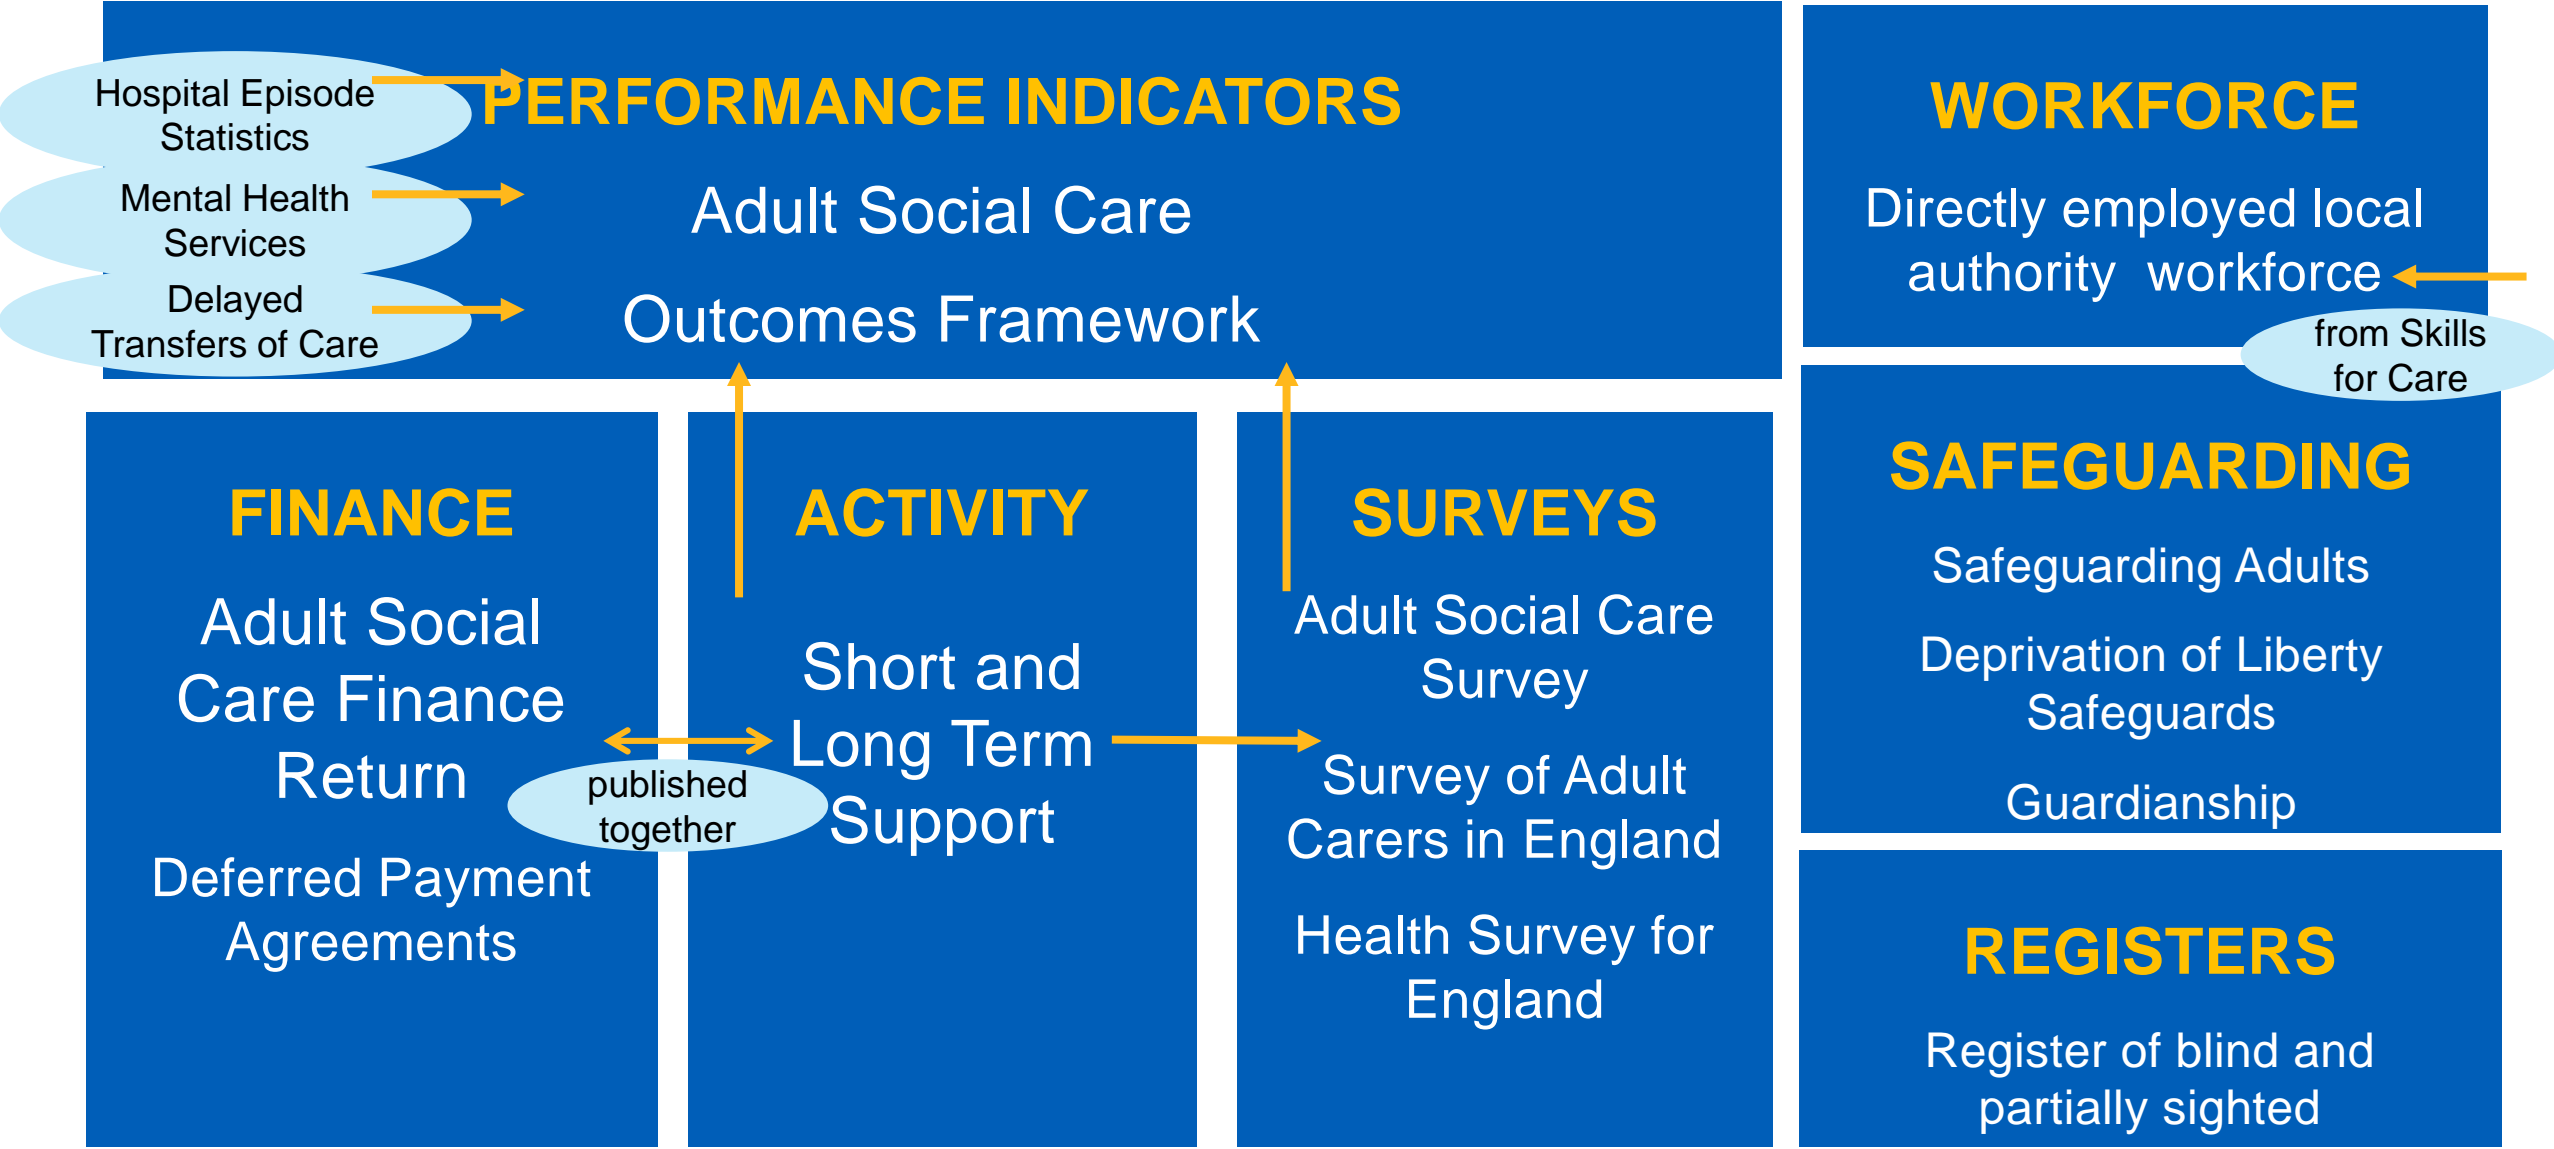 Hospital Episode
Statistics
Mental Health
Services
Delayed
Transfers of Care
PERFORMANCE INDICATORS
Adult Social Care
Outcomes Framework
WORKFORCE
Directly employed local
authority workforce
from Skills
for Care
FINANCE
Adult Social
Care Finance
Return
Deferred Payment
Agreements
published
together
ACTIVITY
Short and
Long Term
Support
SURVEYS
Adult Social Care
Survey
Survey of Adult
Carers in England
Health Survey for
England
SAFEGUARDING
Safeguarding Adults
Deprivation of Liberty
Safeguards
Guardianship
REGISTERS
Register of blind and
partially sighted